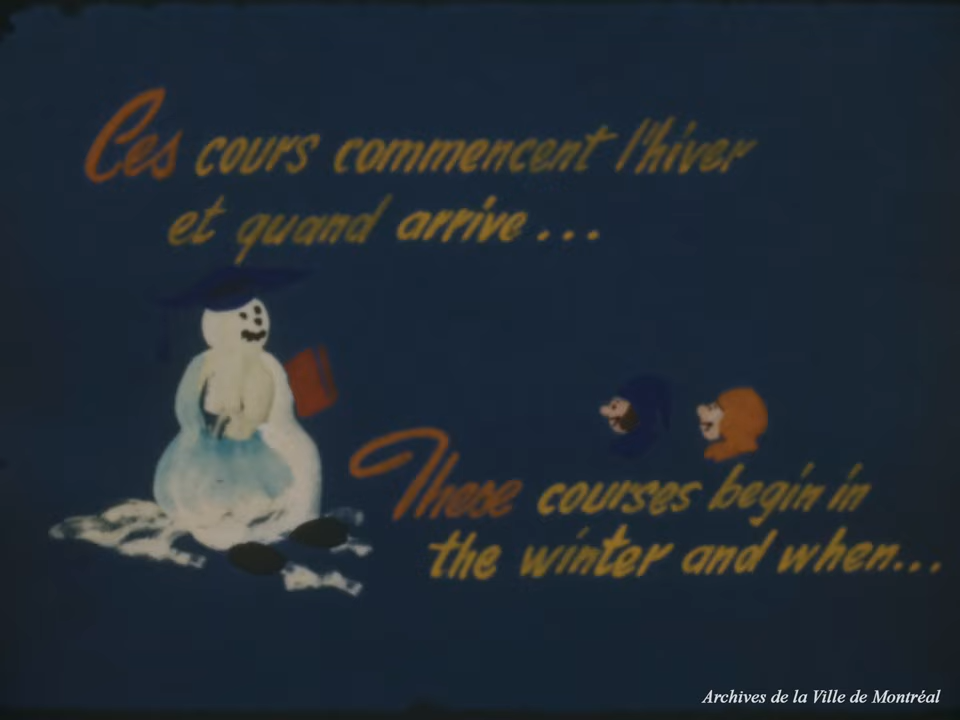 Ces cours commencent l'hiver
et quand arrive...
These courses begin in
the winter and when...
Archives de la Ville de Montréal